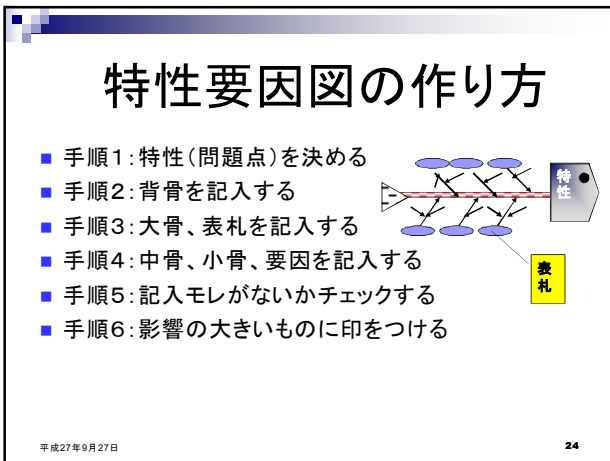 特性要因図の作り方
手順1：特性（問題点）を決める
手順2：背骨を記入する
手順3：大骨、表札を記入する
手順4：中骨、小骨、要因を記入する
手順5：記入モレがないかチェックする
手順6：影響の大きいものに印をつける
特性
表札
平成27年9月27日
24